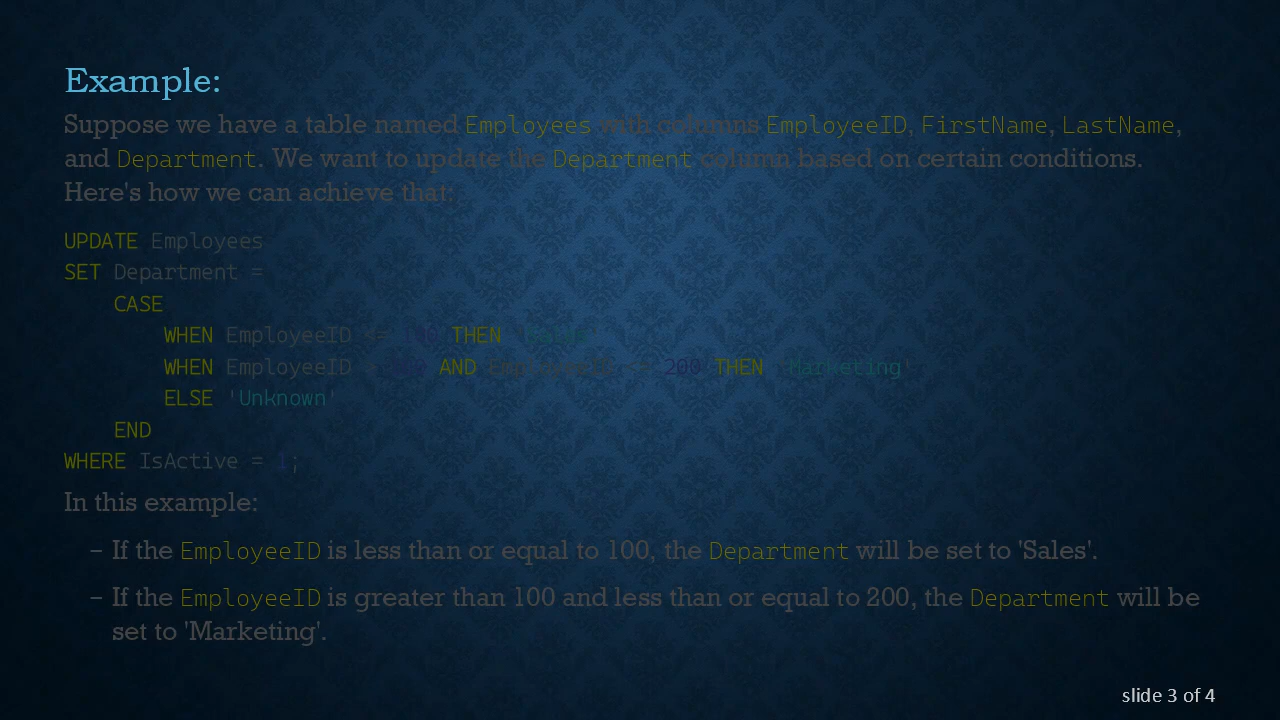 Example:
Suppose we have a table named Employees with columns EmployeeID, FirstName, LastName,
and Department. We want to update the Department column based on certain conditions.
Here's how we can achieve that:
UPDATE Employees
SET Department =
CASE
WHEN EmployeeID <= 100 THEN 'Sales'
WHEN EmployeeID > 100 AND EmployeeID <= 200 THEN 'Marketing'
ELSE 'Unknown'
END
WHERE IsActive = 1;
In this example:
– If the EmployeeID is less than or equal to 100, the Department will be set to 'Sales'.
– If the EmployeeID is greater than 100 and less than or equal to 200, the Department will be
set to 'Marketing'.
slide 3 of 4